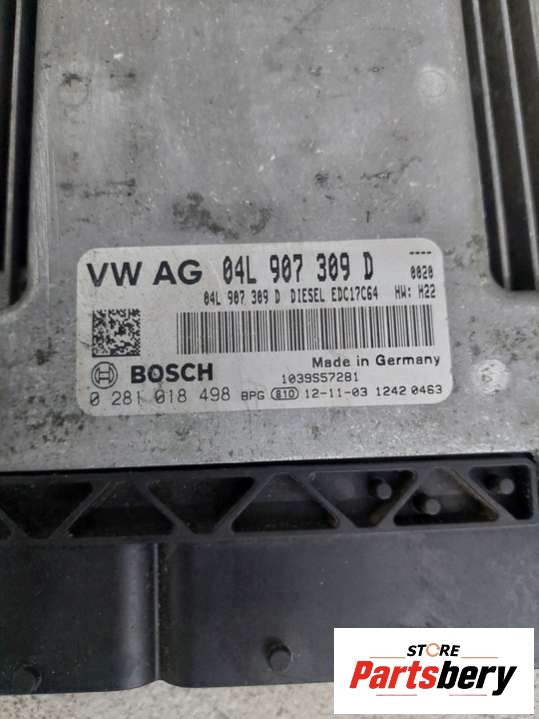 VW AG 04L 907 309 D ----
0020
04L 907 309 D DIESEL EDC17C64 HW: H22
Made in Germany
BOSCH 1039S57281
0 281 018 498 BPG 810 12-11-03 1242 0463
STORE
Partsbery